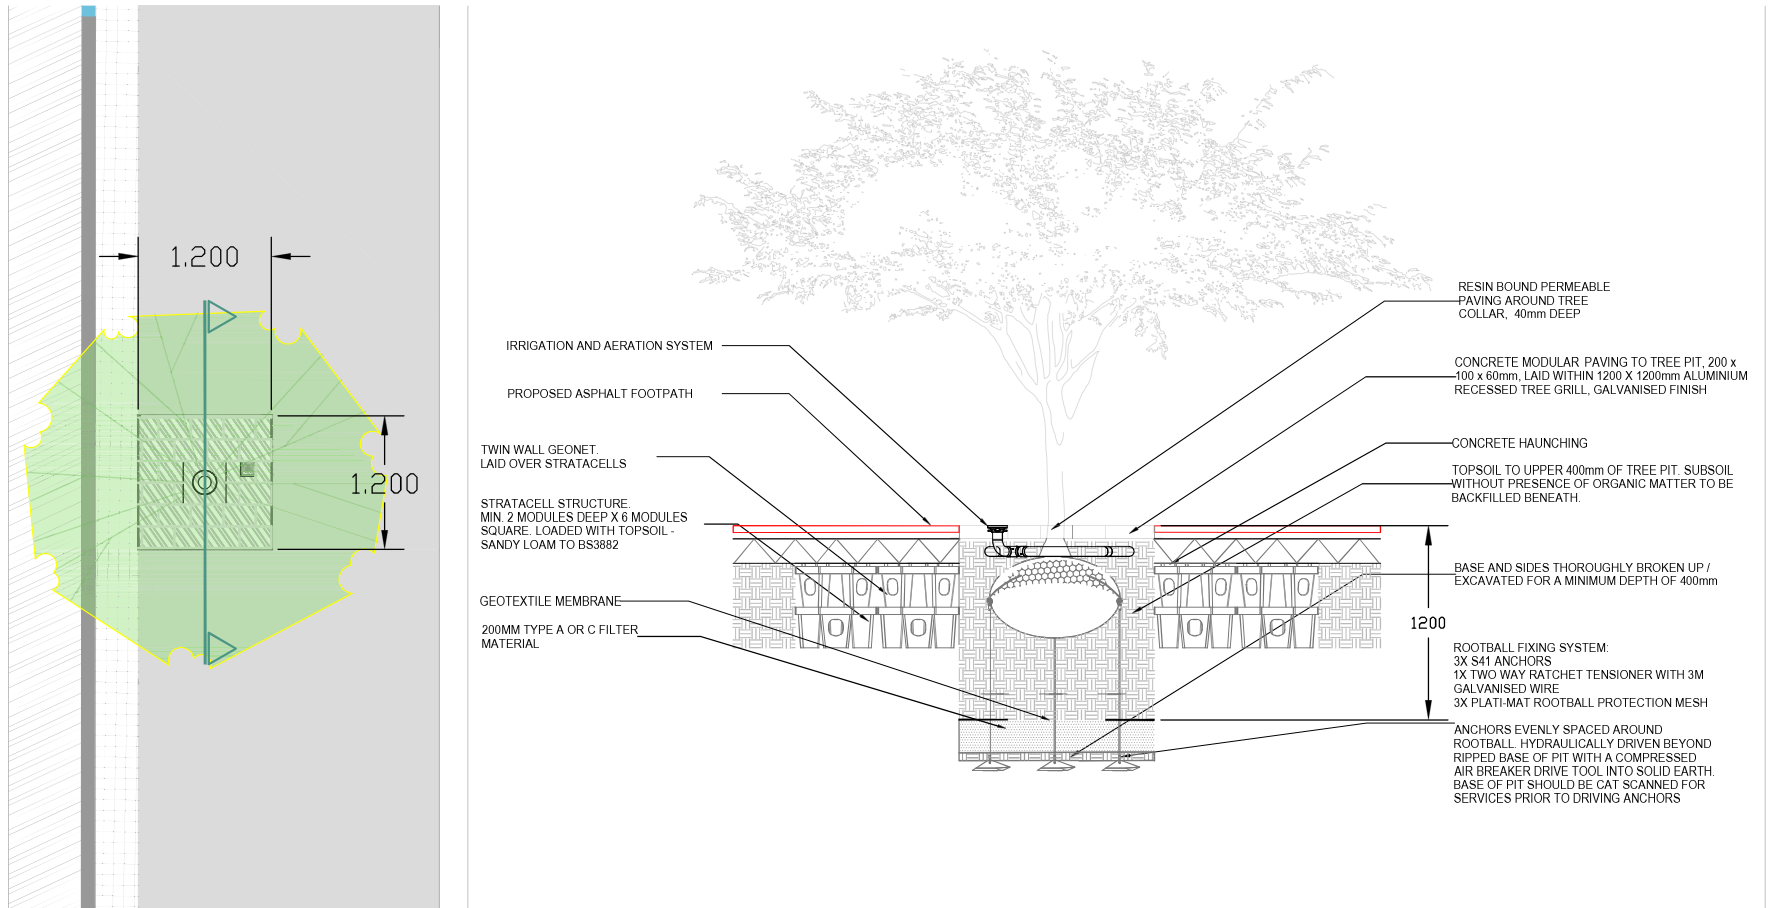 1.200
1.200
IRRIGATION AND AERATION SYSTEM
PROPOSED ASPHALT FOOTPATH
TWIN WALL GEONET.
LAID OVER STRATACELLS
STRATACELL STRUCTURE.
MIN. 2 MODULES DEEP X 6 MODULES
SQUARE. LOADED WITH TOPSOIL -
SANDY LOAM TO BS3882
GEOTEXTILE MEMBRANE
200MM TYPE A OR C FILTER
MATERIAL
RESIN BOUND PERMEABLE
PAVING AROUND TREE
COLLAR, 40mm DEEP
CONCRETE MODULAR PAVING TO TREE PIT, 200 x
100 x 60mm, LAID WITHIN 1200 X 1200mm ALUMINIUM
RECESSED TREE GRILL, GALVANISED FINISH
CONCRETE HAUNCHING
TOPSOIL TO UPPER 400mm OF TREE PIT. SUBSOIL
WITHOUT PRESENCE OF ORGANIC MATTER TO BE
BACKFILLED BENEATH.
BASE AND SIDES THOROUGHLY BROKEN UP /
EXCAVATED FOR A MINIMUM DEPTH OF 400mm
1200
ROOTBALL FIXING SYSTEM:
3X S41 ANCHORS
1X TWO WAY RATCHET TENSIONER WITH 3M
GALVANISED WIRE
3X PLATI-MAT ROOTBALL PROTECTION MESH
ANCHORS EVENLY SPACED AROUND
ROOTBALL. HYDRAULICALLY DRIVEN BEYOND
RIPPED BASE OF PIT WITH A COMPRESSED
AIR BREAKER DRIVE TOOL INTO SOLID EARTH.
BASE OF PIT SHOULD BE CAT SCANNED FOR
SERVICES PRIOR TO DRIVING ANCHORS